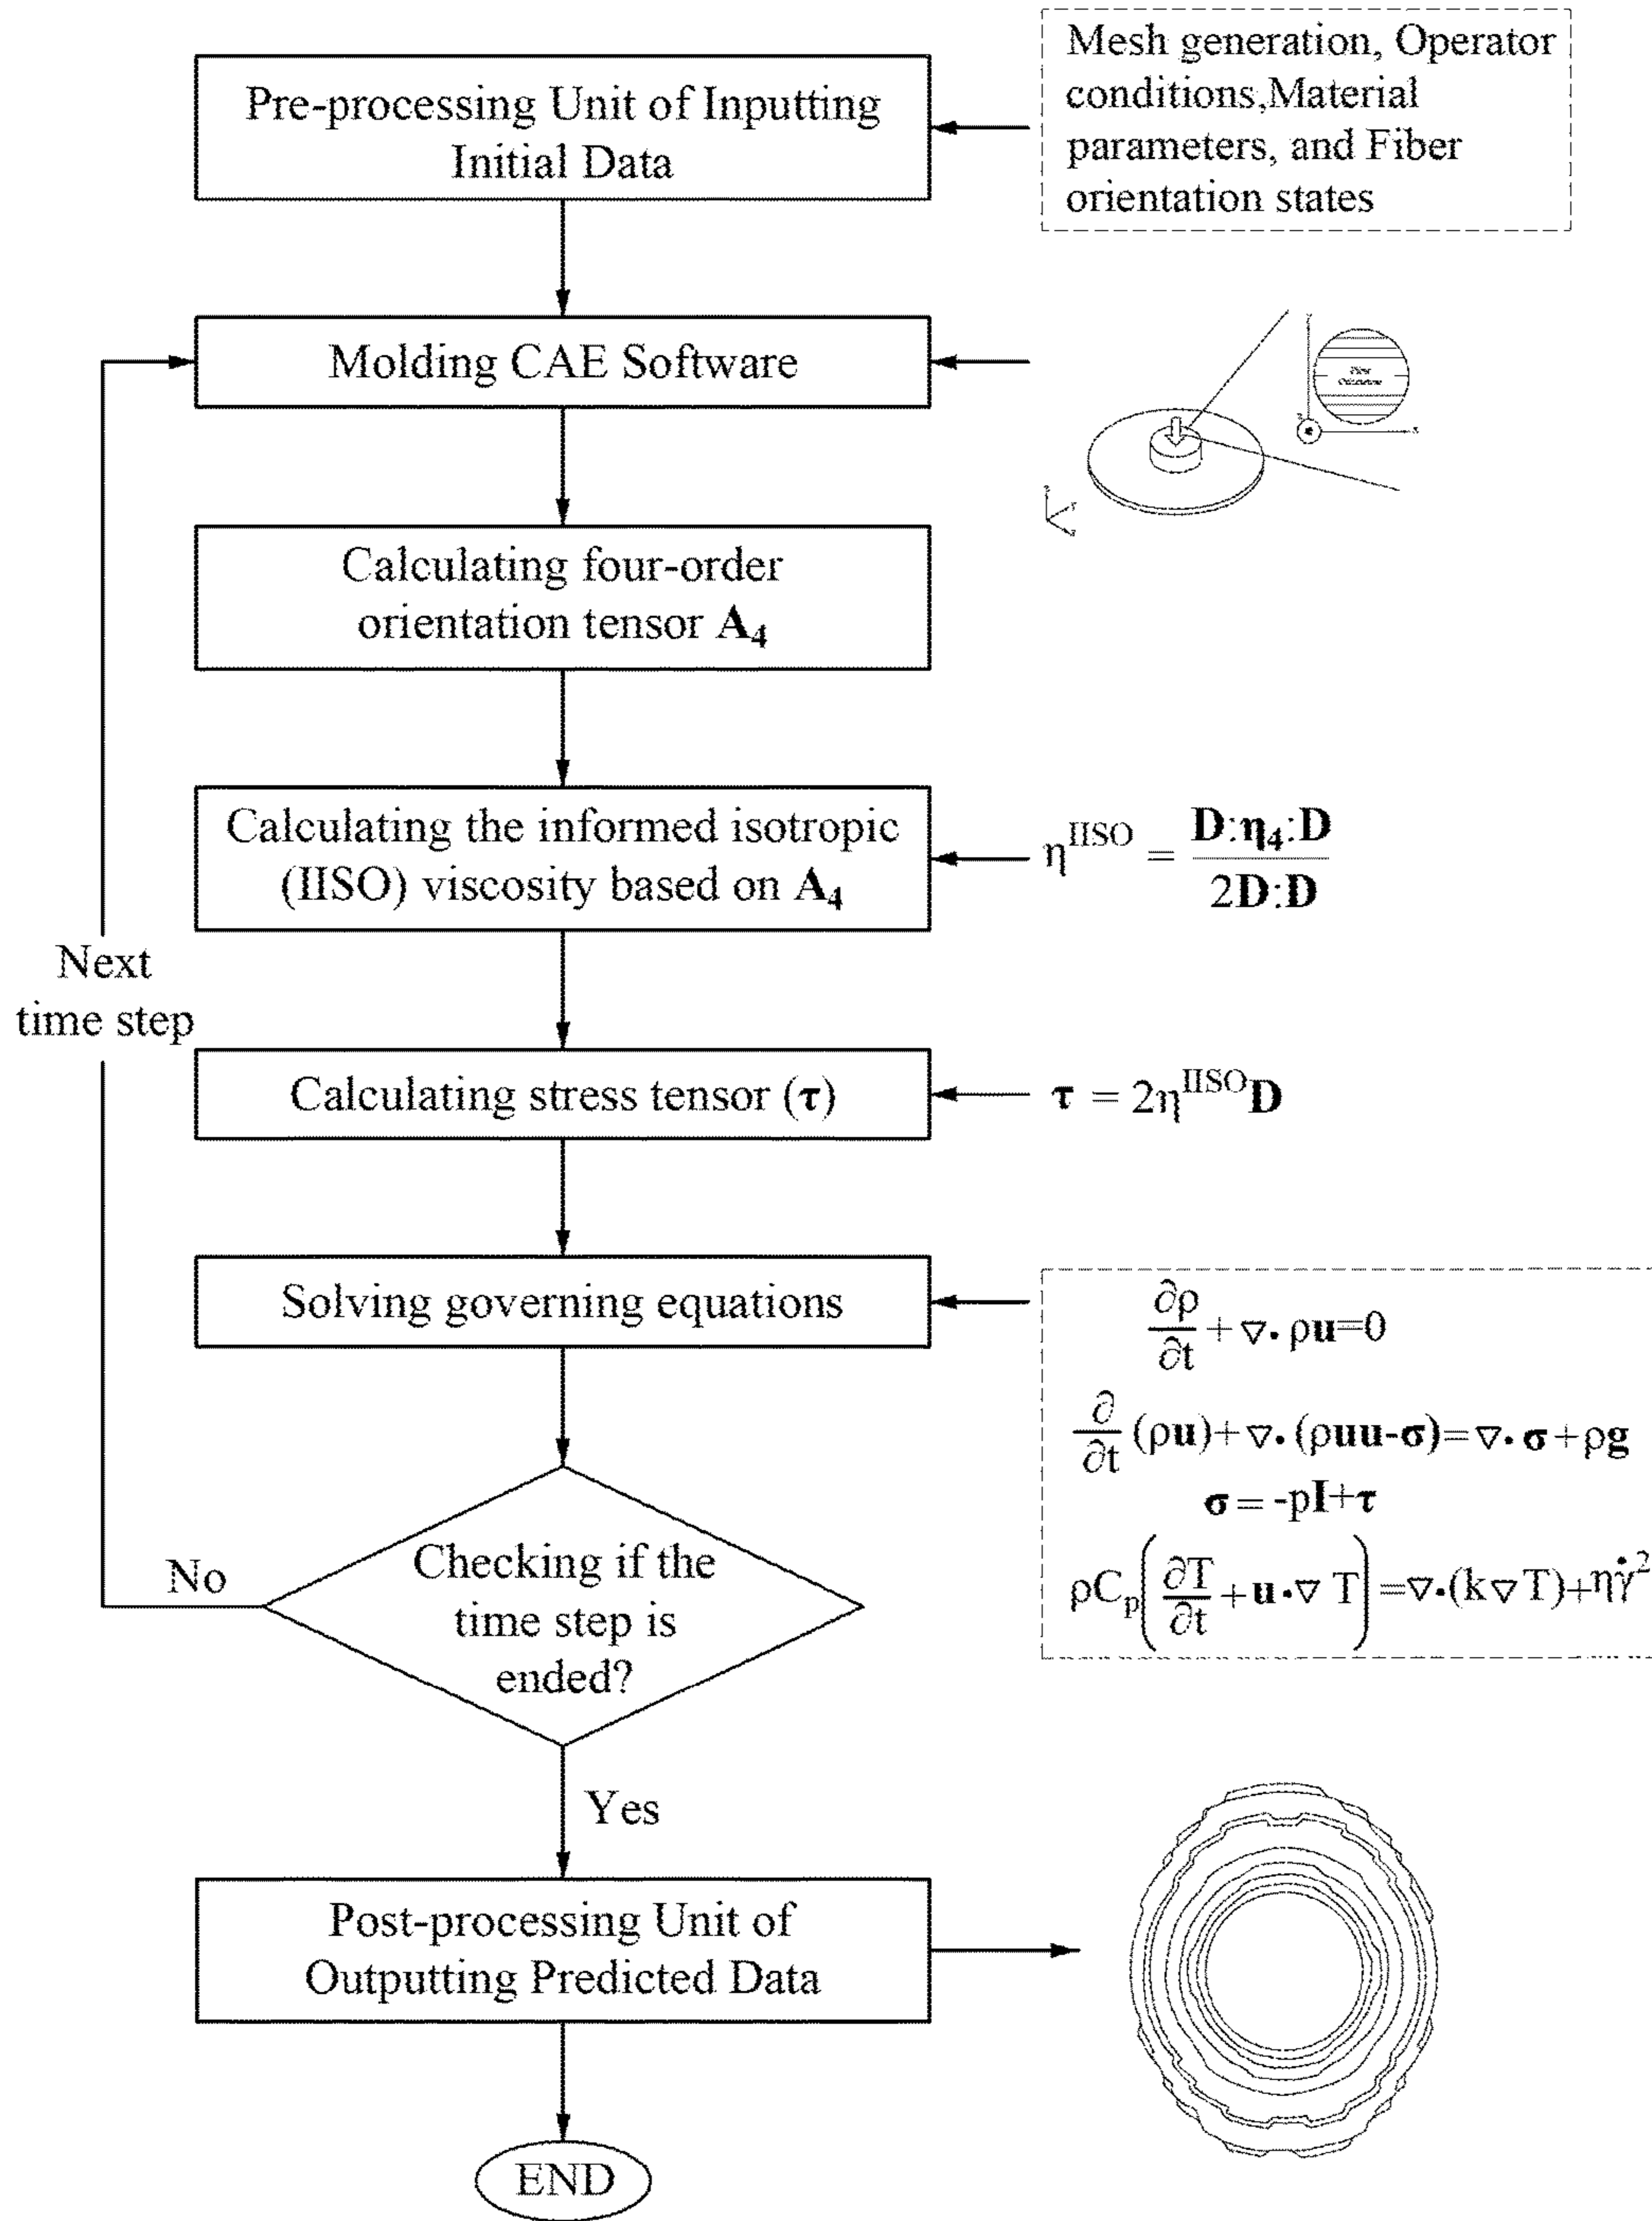 Pre-processing Unit of Inputting
Initial Data
Mesh generation, Operator
conditions,Material
parameters, and Fiber
orientation states
Molding CAE Software
Calculating four-order
orientation tensor A₄
Calculating the informed isotropic
(IISO) viscosity based on A₄
η^IISO = D:η₄:D / 2D:D
Next
time step
Calculating stress tensor (τ)
τ = 2η^IISO D
Solving governing equations
∂ρ/∂t + ∇· ρu=0
∂/∂t (ρu)+∇·(ρuu-σ)=∇·σ+ρg
σ = -pI+τ
ρCₚ(∂T/∂t + u·∇T)=∇·(k∇T)+ηγ̇²
Checking if the
time step is
ended?
No
Yes
Post-processing Unit of
Outputting Predicted Data
END